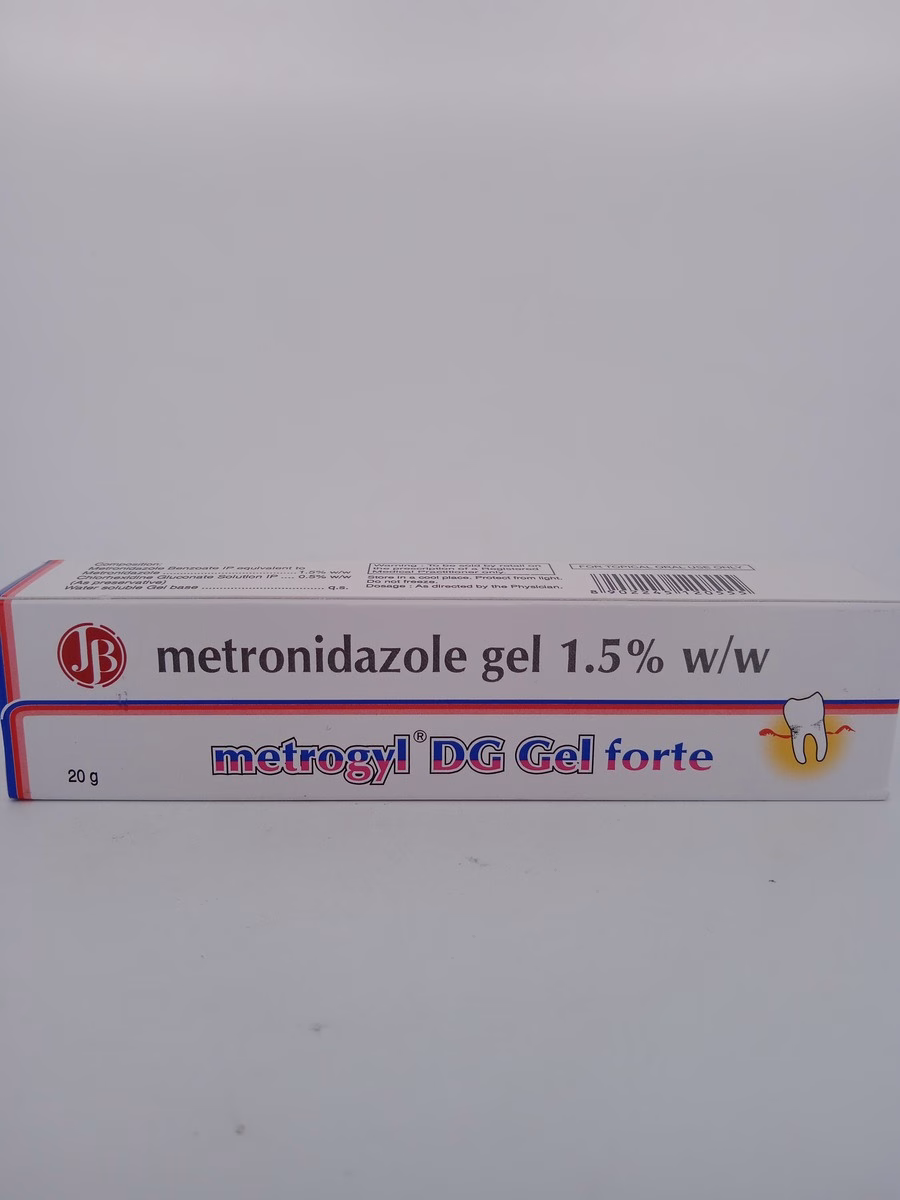 Composition:
Metronidazole Benzoate IP equivalent to
Metronidazole ........................................ 1.5% w/w
Chlorhexidine Gluconate Solution IP .... 0.5% w/w
(As preservative)
Water soluble Gel base ..................................... q.s.
Warning : To be sold by retail on
the prescription of a Registered
Medical Practitioner only.
Store in a cool place. Protect from light.
Do not freeze.
Dosage : As directed by the Physician.
FOR TOPICAL ORAL USE ONLY
JB
metronidazole gel 1.5% w/w
metrogyl® DG Gel forte
20 g